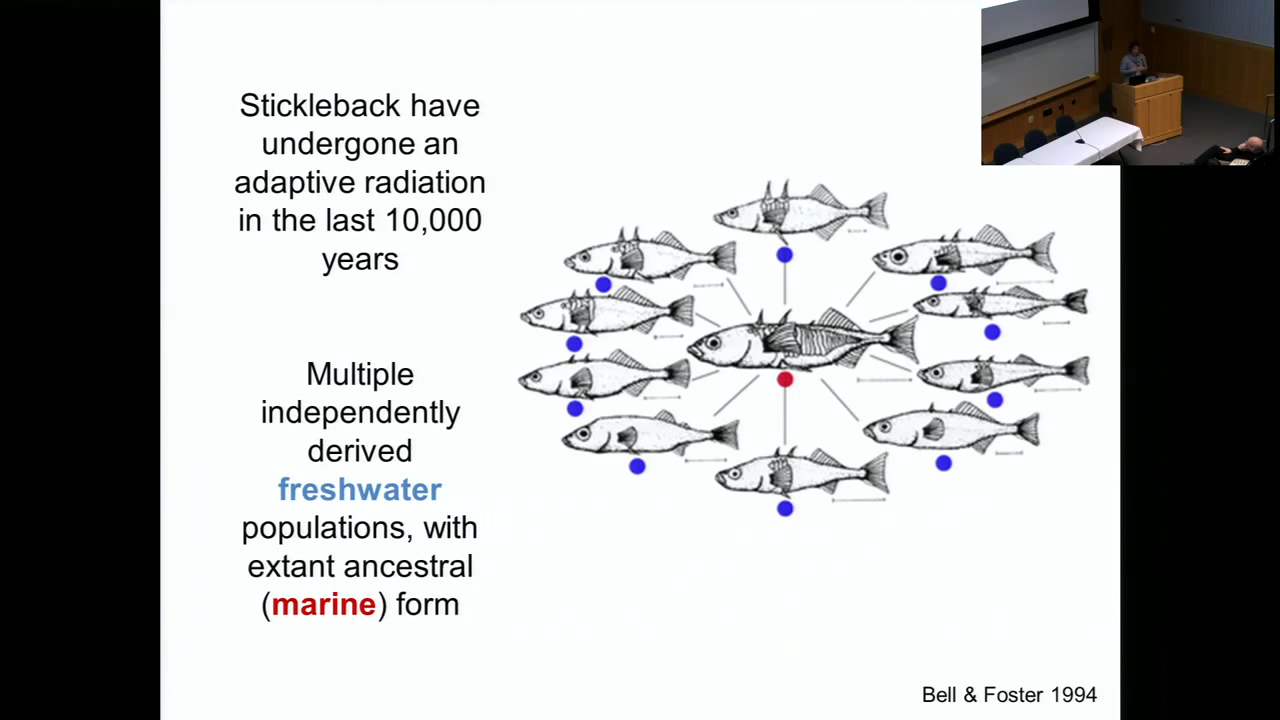 Stickleback have
undergone an
adaptive radiation
in the last 10,000
years
Multiple
independently
derived
freshwater
populations, with
extant ancestral
(marine) form
Bell & Foster 1994